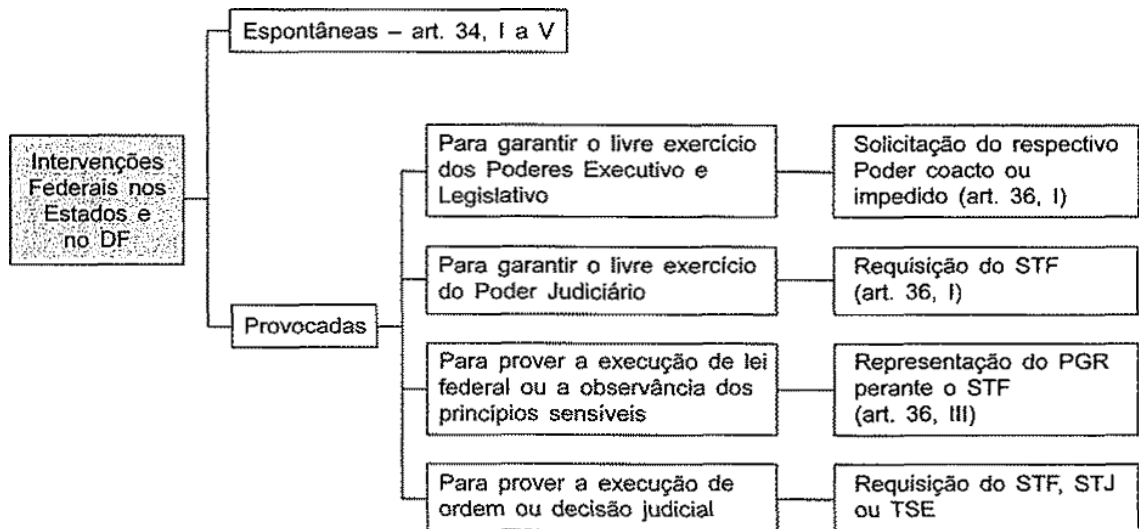 Espontâneas – art. 34, I a V
Intervenções
Federais nos
Estados e
no DF
Provocadas
Para garantir o livre exercício
dos Poderes Executivo e
Legislativo
Solicitação do respectivo
Poder coacto ou
impedido (art. 36, I)
Para garantir o livre exercício
do Poder Judiciário
Requisição do STF
(art. 36, I)
Para prover a execução de lei
federal ou a observância dos
princípios sensíveis
Representação do PGR
perante o STF
(art. 36, III)
Para prover a execução de
ordem ou decisão judicial
Requisição do STF, STJ
ou TSE